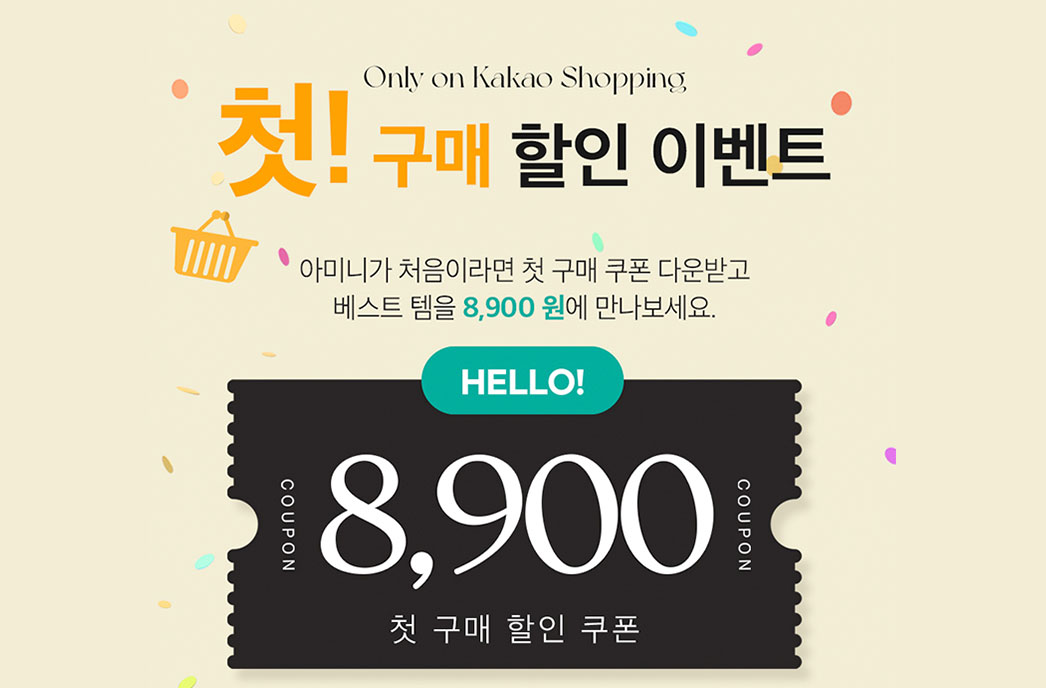 Only on Kakao Shopping
첫! 구매 할인 이벤트
아미니가 처음이라면 첫 구매 쿠폰 다운받고
베스트 템을 8,900 원에 만나보세요.
HELLO!
COUPON
8,900
COUPON
첫 구매 할인 쿠폰